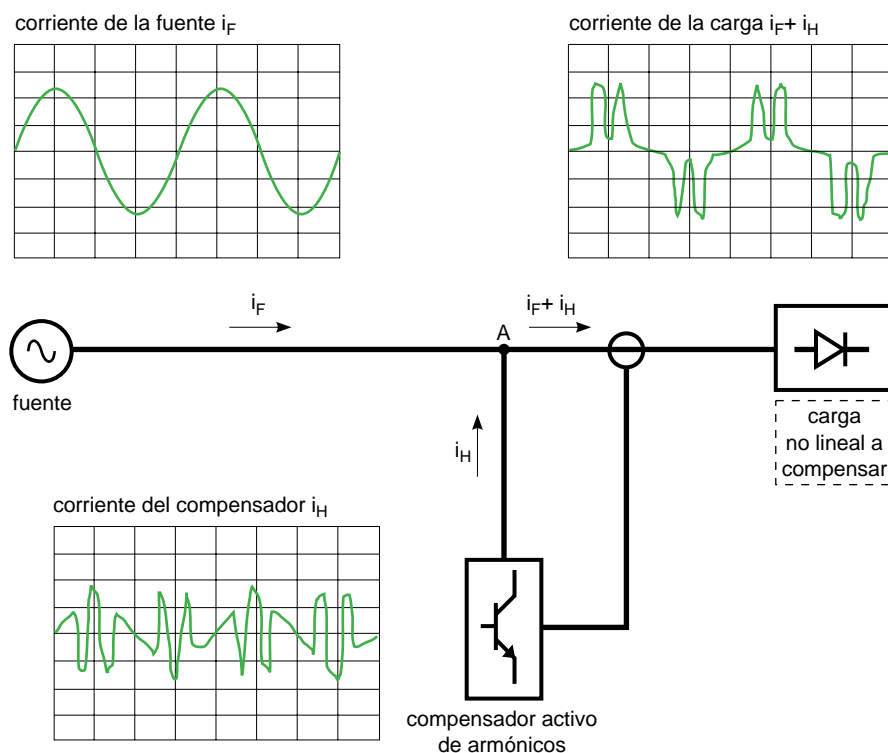 corriente de la fuente iF
corriente de la carga iF+ iH
iF
iF+ iH
A
fuente
iH
carga
no lineal a
compensar
corriente del compensador iH
compensador activo
de armónicos